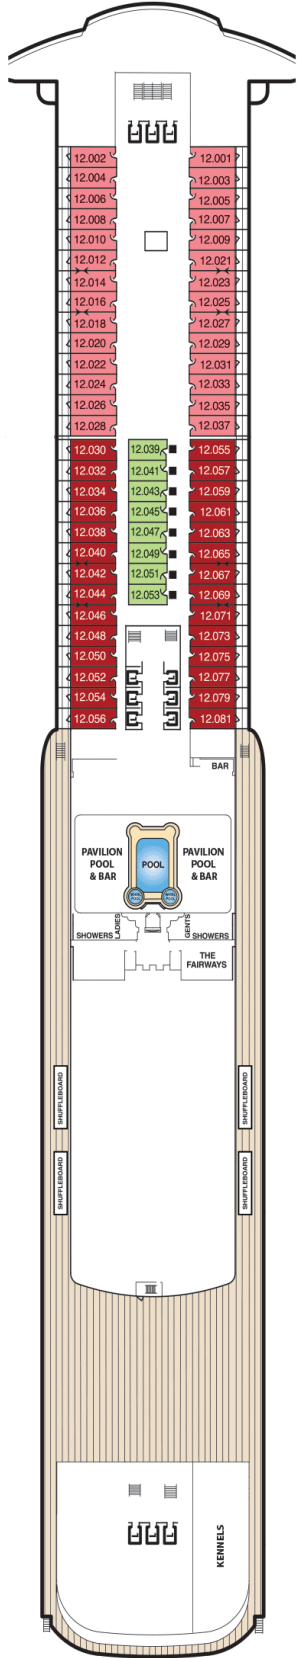 12.002 12.001
12.004 12.003
12.006 12.005
12.008 12.007
12.010 12.009
12.012 12.021
12.014 12.023
12.016 12.025
12.018 12.027
12.020 12.029
12.022 12.031
12.024 12.033
12.026 12.035
12.028 12.037
12.030 12.039 12.055
12.032 12.041 12.057
12.034 12.043 12.059
12.036 12.045 12.061
12.038 12.047 12.063
12.040 12.049 12.065
12.042 12.051 12.067
12.044 12.053 12.069
12.046 12.071
12.048 12.073
12.050 12.075
12.052 12.077
12.054 12.079
12.056 12.081
BAR
PAVILION
POOL
& BAR
POOL
PAVILION
POOL
& BAR
SHOWERS
LADIES
GENTS
SHOWERS
THE
FAIRWAYS
SHUFFLEBOARD
SHUFFLEBOARD
SHUFFLEBOARD
SHUFFLEBOARD
KENNELS